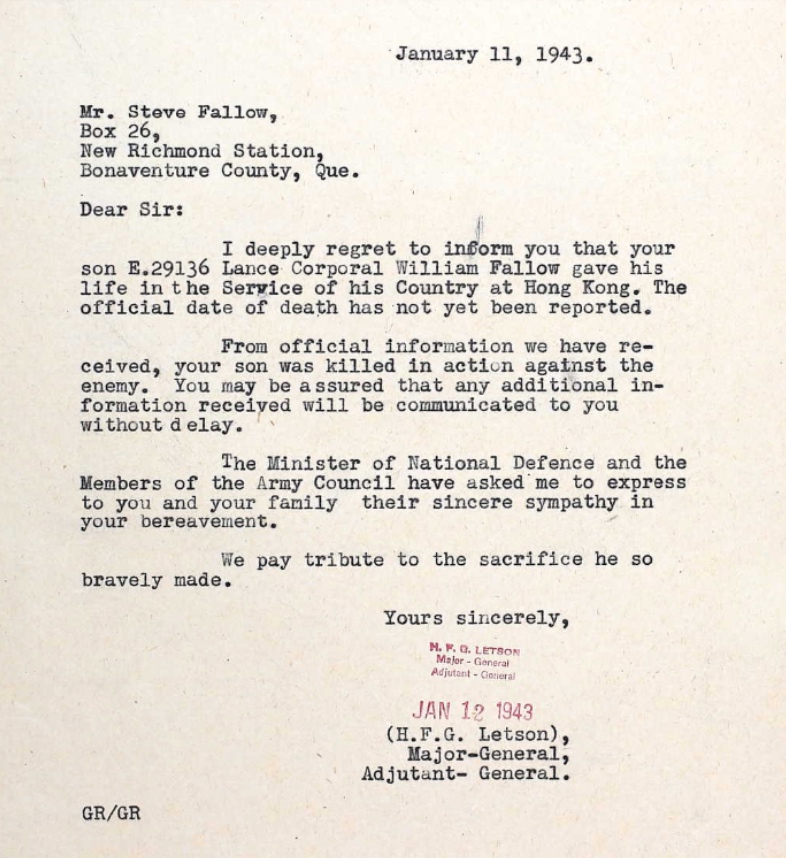 January 11, 1943.
Mr. Steve Fallow,
Box 26,
New Richmond Station,
Bonaventure County, Que.
Dear Sir:
I deeply regret to inform you that your
son E.29136 Lance Corporal William Fallow gave his
life in the Service of his Country at Hong Kong. The
official date of death has not yet been reported.
From official information we have re-
ceived, your son was killed in action against the
enemy. You may be assured that any additional in-
formation received will be communicated to you
without delay.
The Minister of National Defence and the
Members of the Army Council have asked me to express
to you and your family their sincere sympathy in
your bereavement.
We pay tribute to the sacrifice he so
bravely made.
Yours sincerely,
H. F. G. LETSON
Major - General
Adjutant - General
JAN 12 1943
(H.F.G. Letson),
Major-General,
Adjutant- General.
GR/GR